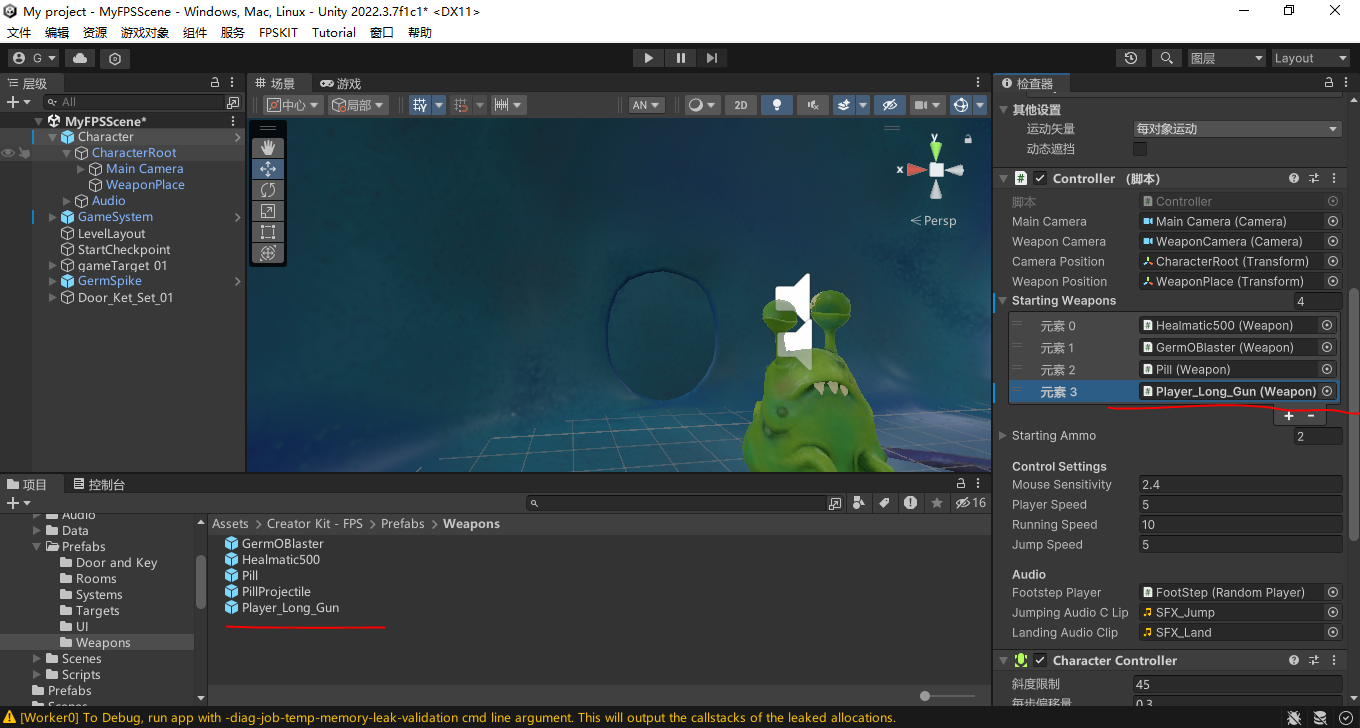 My project - MyFPSScene - Windows, Mac, Linux - Unity 2022.3.7f1c1* <DX11>
文件 编辑 资源 游戏对象 组件 服务 FPSKIT Tutorial 窗口 帮助
G 图层 Layout
层级
All
MyFPSScene*
Character
CharacterRoot
Main Camera
WeaponPlace
Audio
GameSystem
LevelLayout
StartCheckpoint
gameTarget 01
GermSpike
Door_Ket_Set_01
场景 游戏
中心 局部 AN 2D
y
x
Persp
检查器
其他设置
运动矢量 每对象运动
动态遮挡
Controller （脚本）
脚本 Controller
Main Camera Main Camera (Camera)
Weapon Camera WeaponCamera (Camera)
Camera Position CharacterRoot (Transform)
Weapon Position WeaponPlace (Transform)
Starting Weapons 4
元素 0 Healmatic500 (Weapon)
元素 1 GermOBlaster (Weapon)
元素 2 Pill (Weapon)
元素 3 Player_Long_Gun (Weapon)
Starting Ammo 2
Control Settings
Mouse Sensitivity 2.4
Player Speed 5
Running Speed 10
Jump Speed 5
Audio
Footstep Player FootStep (Random Player)
Jumping Audio C Lip SFX_Jump
Landing Audio Clip SFX_Land
Character Controller
斜度限制 45
每步偏移量 0.3
项目 控制台
16
Audio
Data
Prefabs
Door and Key
Rooms
Systems
Targets
UI
Weapons
Scenes
Scripts
Prefabs
Scenes
Assets > Creator Kit - FPS > Prefabs > Weapons
GermOBlaster
Healmatic500
Pill
PillProjectile
Player_Long_Gun
[Worker0] To Debug, run app with -diag-job-temp-memory-leak-validation cmd line argument. This will output the callstacks of the leaked allocations.